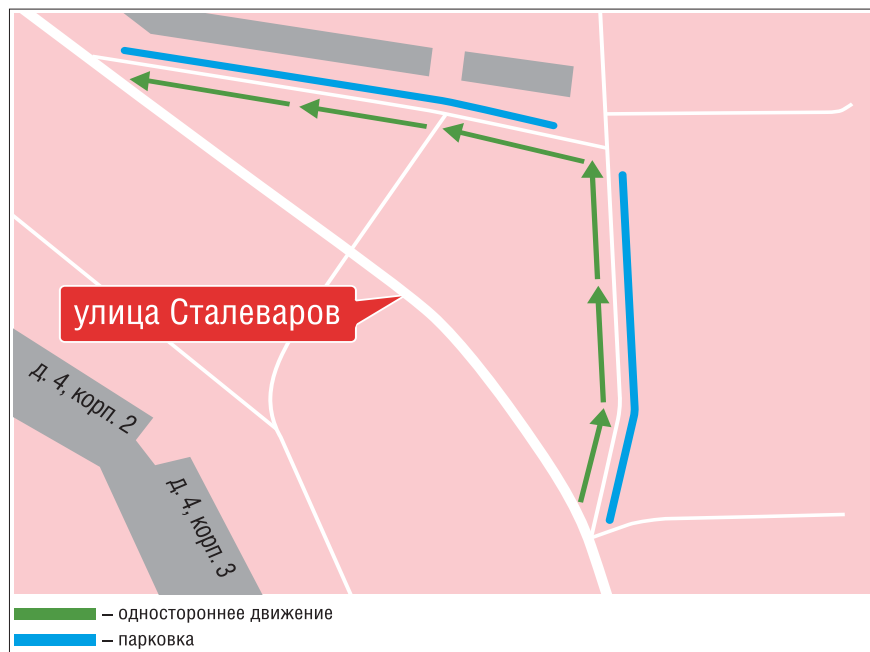 улица Сталеваров
д. 4, корп. 2
д. 4, корп. 3
– одностороннее движение
– парковка